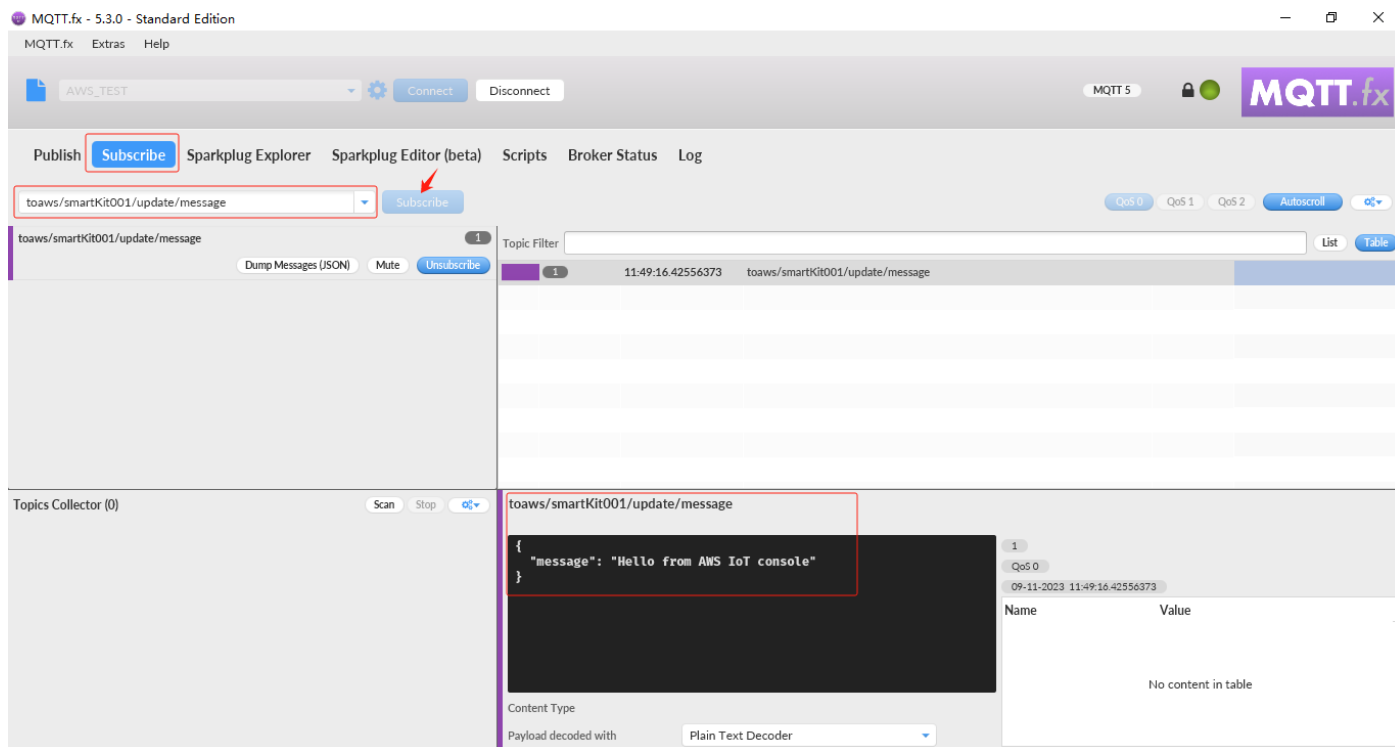 MQTT.fx - 5.3.0 - Standard Edition
MQTT.fx Extras Help
AWS_TEST Connect Disconnect MQTT 5 MQTT.fx
Publish Subscribe Sparkplug Explorer Sparkplug Editor (beta) Scripts Broker Status Log
toaws/smartKit001/update/message Subscribe QoS 0 QoS 1 QoS 2 Autoscroll
toaws/smartKit001/update/message 1
Dump Messages (JSON) Mute Unsubscribe
Topic Filter List Table
1 11:49:16.42556373 toaws/smartKit001/update/message
Topics Collector (0) Scan Stop
toaws/smartKit001/update/message
{
"message": "Hello from AWS IoT console"
}
1
QoS 0
09-11-2023 11:49:16.42556373
Name Value
No content in table
Content Type
Payload decoded with Plain Text Decoder